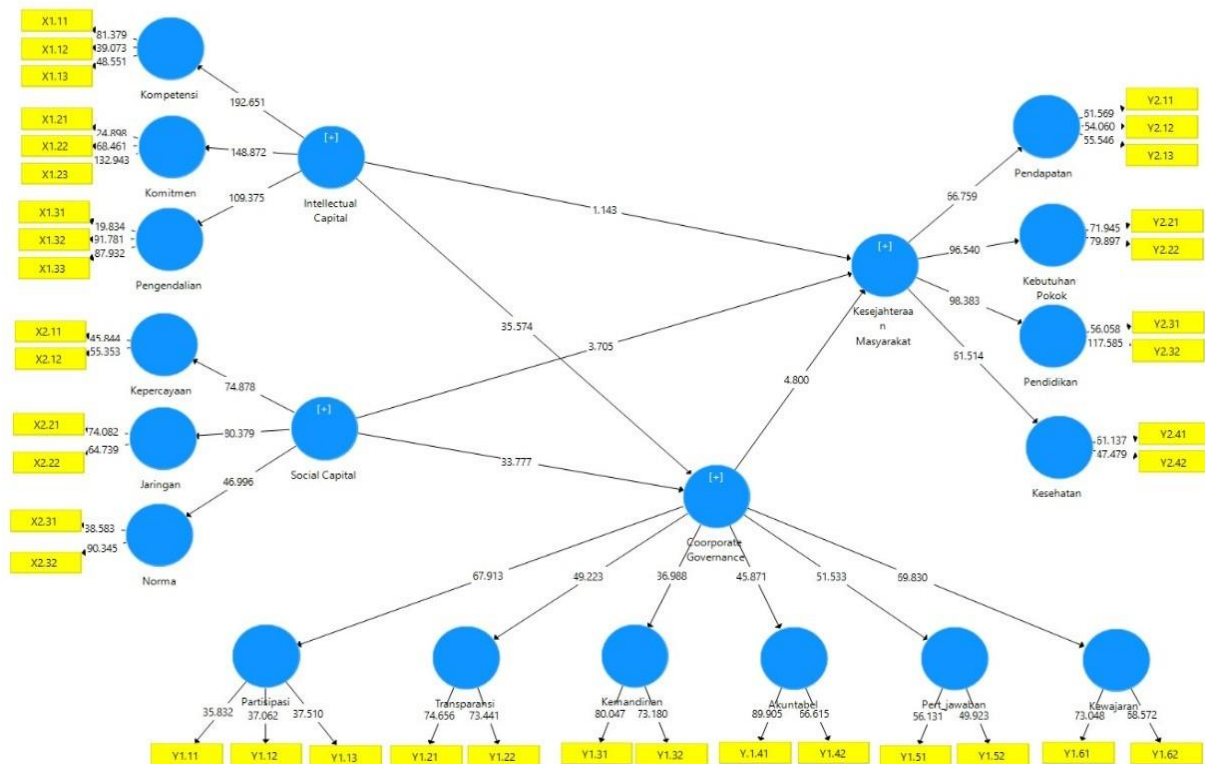 X1.11
81.379
X1.12
39.073
X1.13
48.551
Kompetensi
192.651
X1.21
24.898
X1.22
68.461
X1.23
132.943
Komitmen
148.872
X1.31
19.834
X1.32
91.781
X1.33
87.932
Pengendalian
109.375
[+]
Intellectual
Capital
1.143
35.574
X2.11
45.844
X2.12
55.353
Kepercayaan
74.878
X2.21
74.082
X2.22
64.739
Jaringan
80.379
X2.31
38.583
X2.32
90.345
Norma
46.996
[+]
Social Capital
3.705
33.777
[+]
Kesejahteraa
n
Masyarakat
4.800
Pendapatan
66.759
61.569
Y2.11
54.060
Y2.12
55.546
Y2.13
Kebutuhan
Pokok
96.540
71.945
Y2.21
79.897
Y2.22
Pendidikan
98.383
56.058
Y2.31
117.585
Y2.32
Kesehatan
61.514
61.137
Y2.41
47.479
Y2.42
[+]
Coorporate
Governance
67.913
49.223
36.988
45.871
51.533
59.830
Partisipasi
35.832
37.062
37.510
Y1.11
Y1.12
Y1.13
Transparansi
74.656
73.441
Y1.21
Y1.22
Kemandirian
80.047
73.180
Y1.31
Y1.32
Akuntabel
89.905
56.615
Y.1.41
Y1.42
Pert_jawaban
56.131
49.923
Y1.51
Y1.52
Kewajaran
73.048
58.572
Y1.61
Y1.62